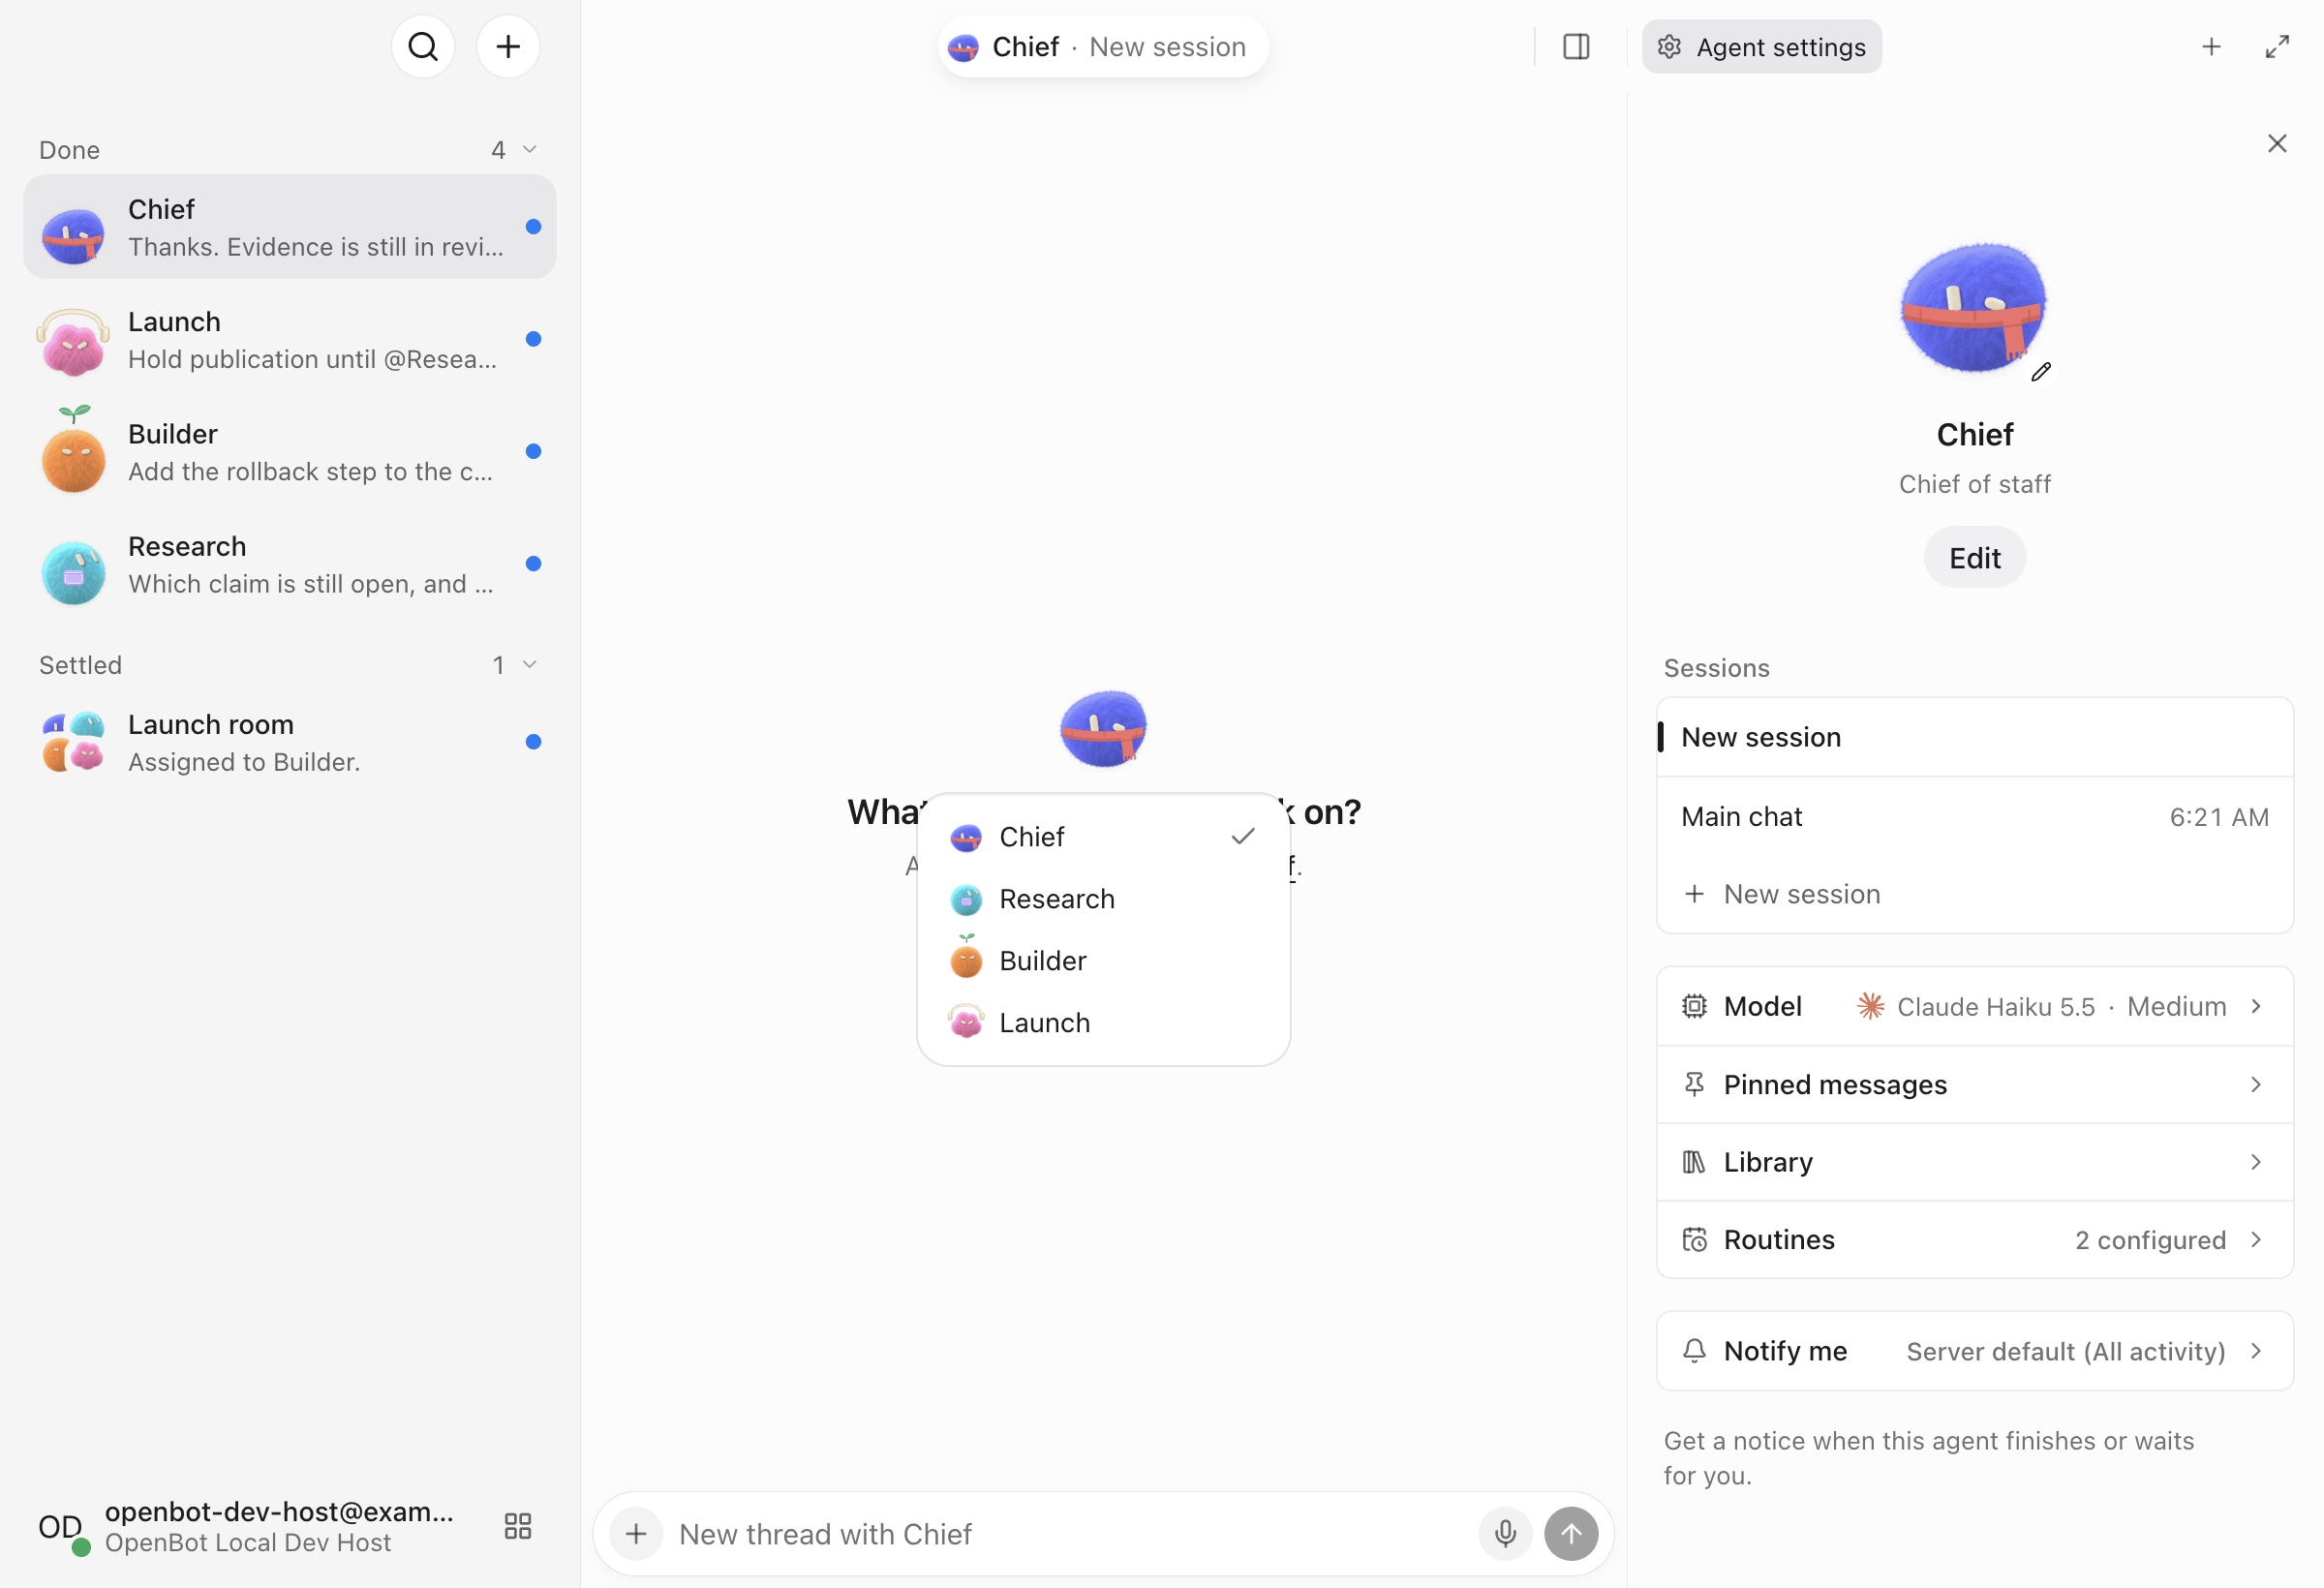 Chief · New session
Agent settings
Done 4
Chief
Thanks. Evidence is still in revi...
Launch
Hold publication until @Resea...
Builder
Add the rollback step to the c...
Research
Which claim is still open, and ...
Settled 1
Launch room
Assigned to Builder.
openbot-dev-host@exam...
OpenBot Local Dev Host
OD
on?
Chief
Research
Builder
Launch
New thread with Chief
Chief
Chief of staff
Edit
Sessions
New session
Main chat 6:21 AM
New session
Model Claude Haiku 5.5 · Medium
Pinned messages
Library
Routines 2 configured
Notify me Server default (All activity)
Get a notice when this agent finishes or waits
for you.